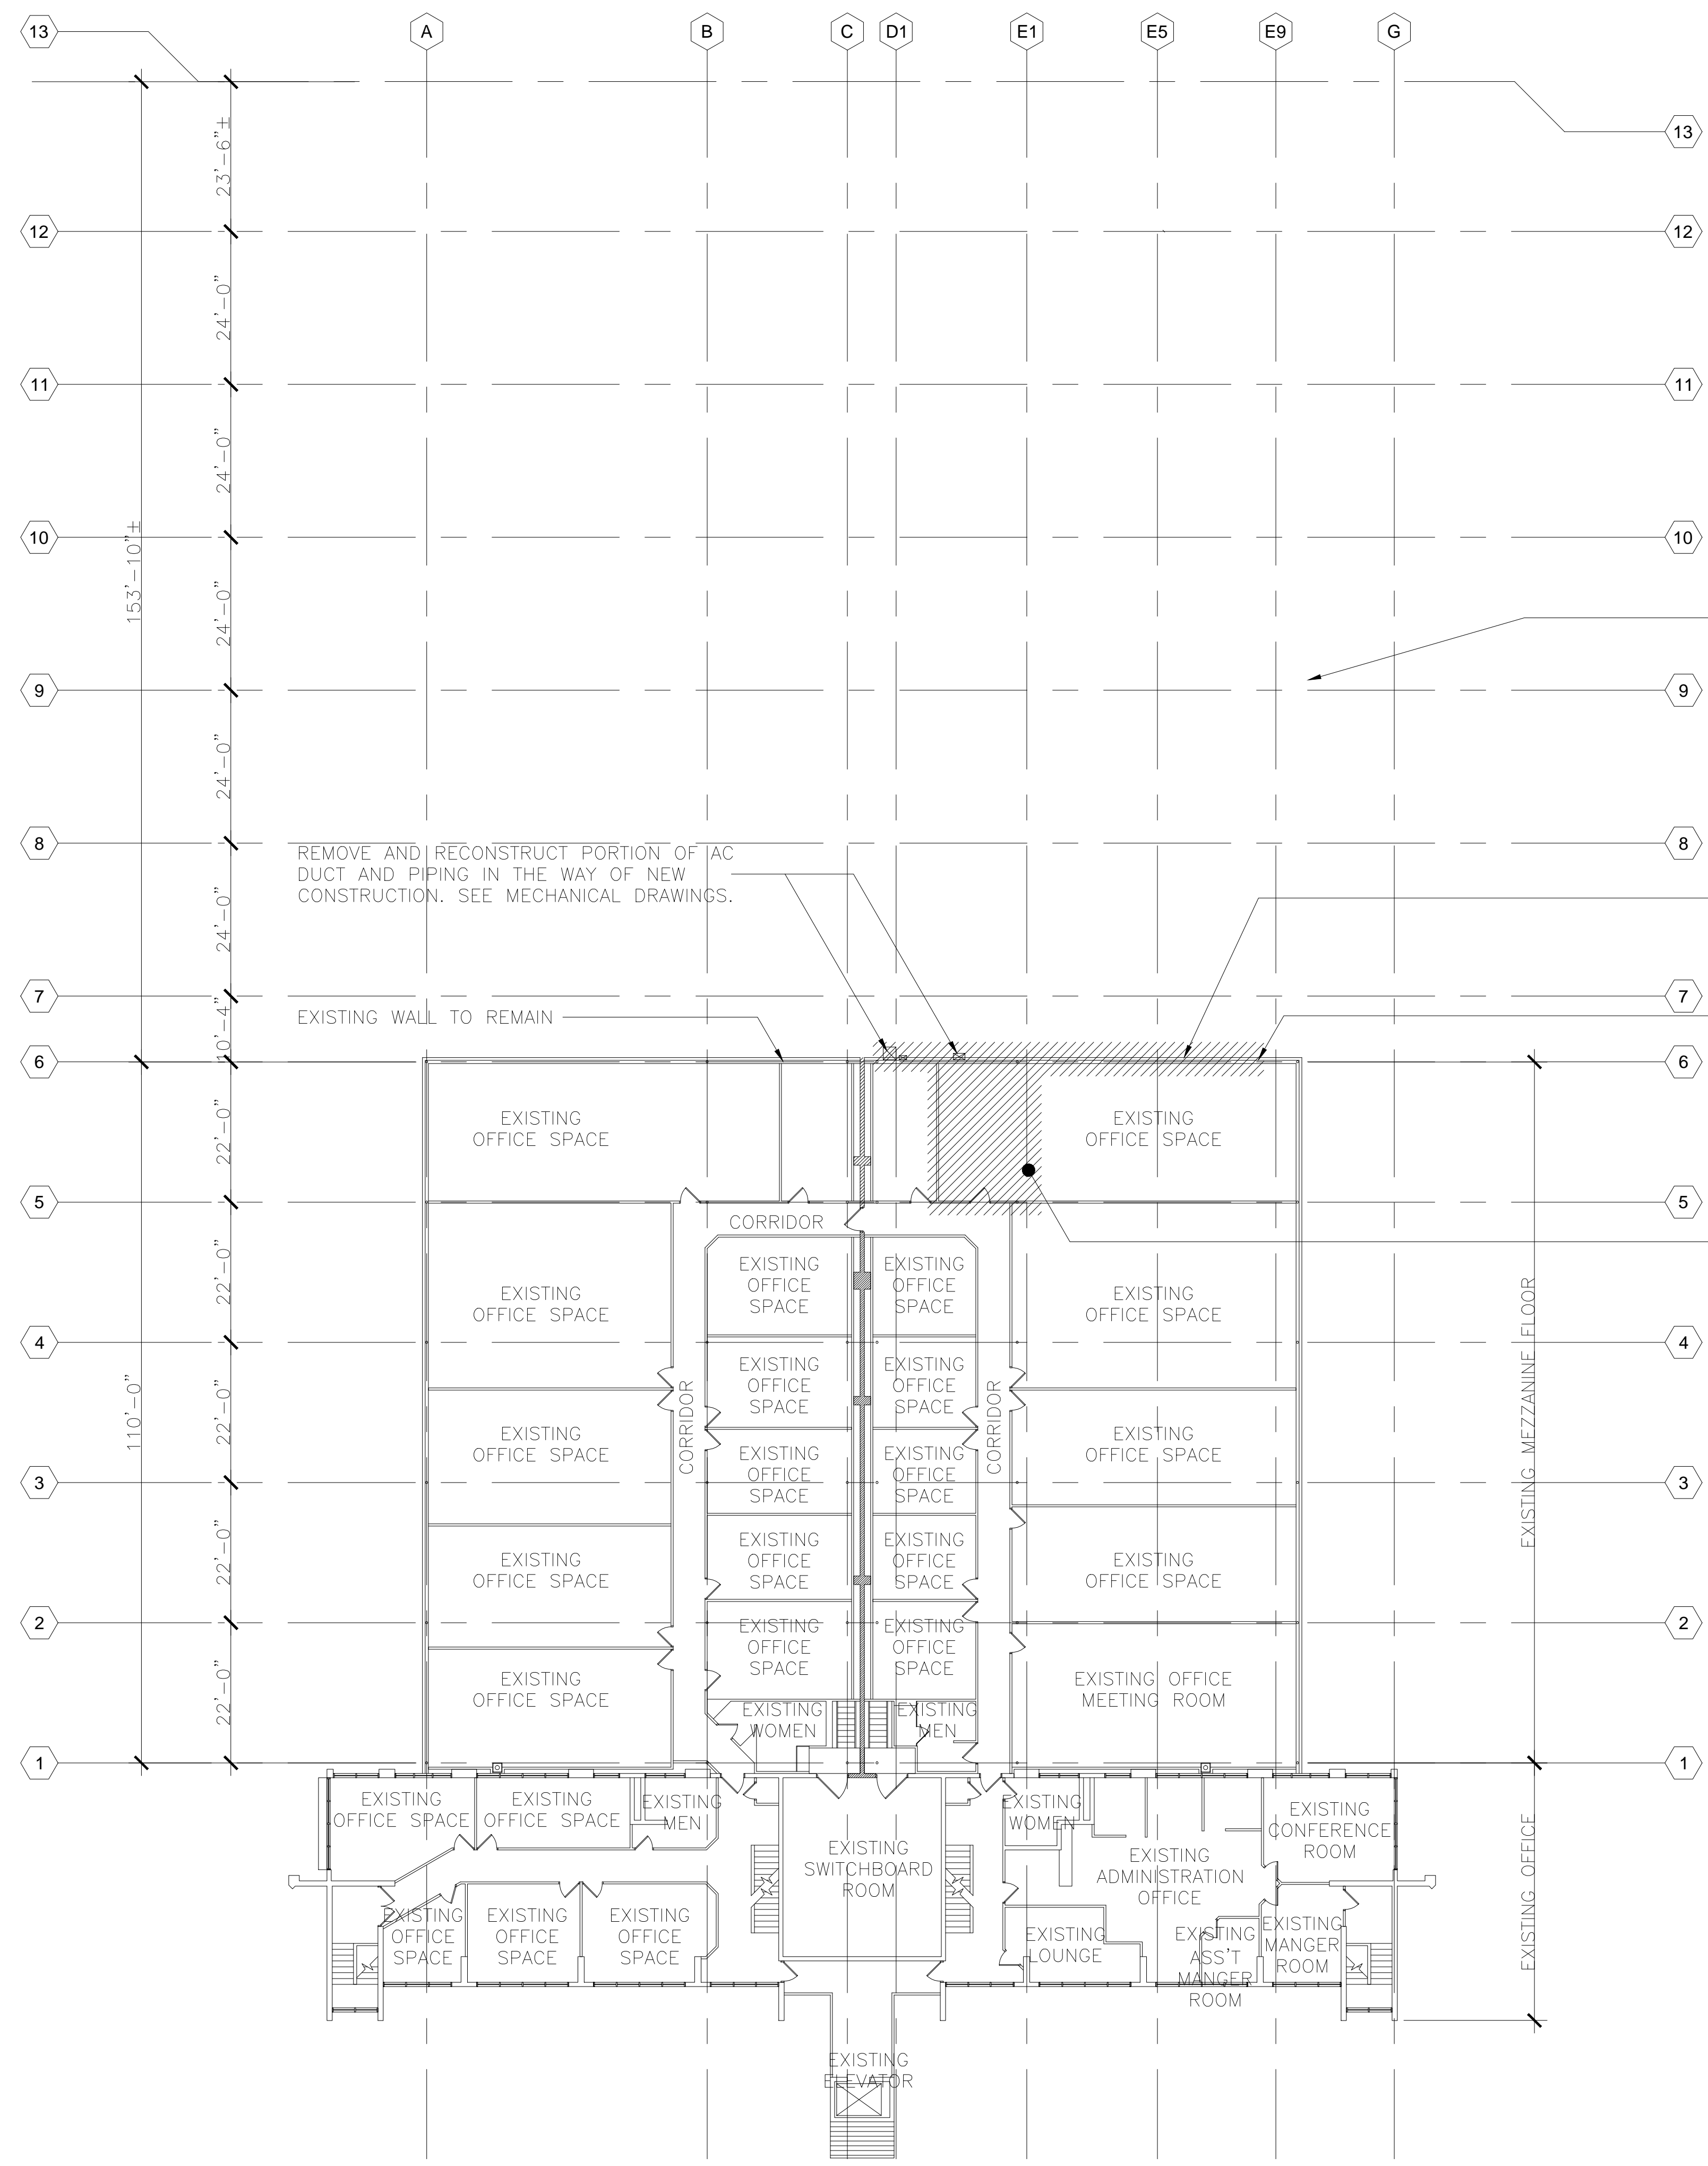 13
A
B
C
D1
E1
E5
E9
G
13
23'-6"±
12
12
24'-0"
11
11
24'-0"
153'-10"±
10
10
24'-0"
9
9
24'-0"
8
8
REMOVE AND RECONSTRUCT PORTION OF AC
DUCT AND PIPING IN THE WAY OF NEW
CONSTRUCTION. SEE MECHANICAL DRAWINGS.
24'-0"
7
7
10'-4"
EXISTING WALL TO REMAIN
6
6
22'-0"
EXISTING
OFFICE SPACE
EXISTING
OFFICE SPACE
5
5
CORRIDOR
22'-0"
EXISTING
OFFICE SPACE
EXISTING
OFFICE
SPACE
EXISTING
OFFICE
SPACE
EXISTING
OFFICE SPACE
EXISTING MEZZANINE FLOOR
4
4
110'-0"
22'-0"
EXISTING
OFFICE SPACE
CORRIDOR
EXISTING
OFFICE
SPACE
EXISTING
OFFICE
SPACE
CORRIDOR
EXISTING
OFFICE SPACE
3
EXISTING
OFFICE
SPACE
EXISTING
OFFICE
SPACE
3
22'-0"
EXISTING
OFFICE SPACE
EXISTING
OFFICE
SPACE
EXISTING
OFFICE
SPACE
EXISTING
OFFICE SPACE
2
2
22'-0"
EXISTING
OFFICE SPACE
EXISTING
OFFICE
SPACE
EXISTING
OFFICE
SPACE
EXISTING OFFICE
MEETING ROOM
EXISTING
WOMEN
EXISTING
MEN
1
1
EXISTING
OFFICE SPACE
EXISTING
OFFICE SPACE
EXISTING
MEN
EXISTING
SWITCHBOARD
ROOM
EXISTING
WOMEN
EXISTING
ADMINISTRATION
OFFICE
EXISTING
CONFERENCE
ROOM
EXISTING OFFICE
EXISTING
OFFICE
SPACE
EXISTING
OFFICE
SPACE
EXISTING
OFFICE
SPACE
EXISTING
LOUNGE
EXISTING
ASS'T
MANGER
ROOM
EXISTING
MANGER
ROOM
EXISTING
ELEVATOR